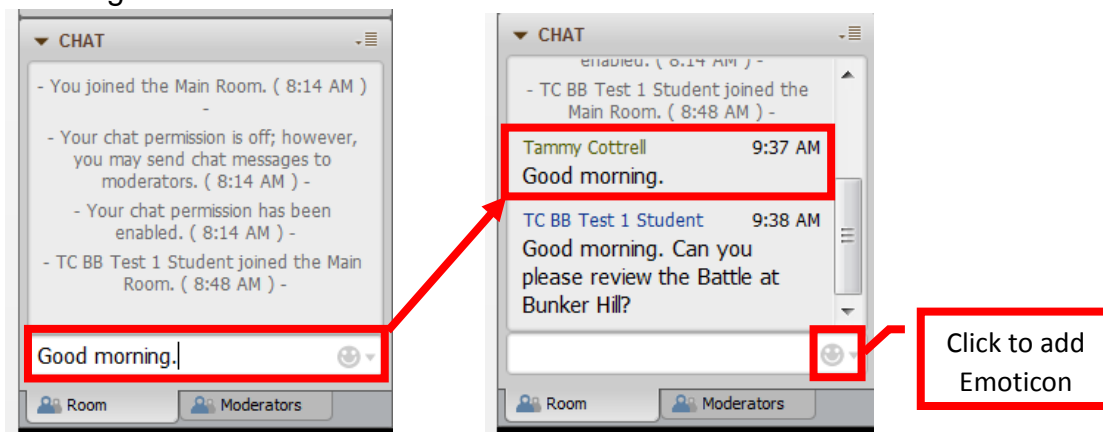 CHAT
- You joined the Main Room. ( 8:14 AM )
-
- Your chat permission is off; however,
you may send chat messages to
moderators. ( 8:14 AM ) -
- Your chat permission has been
enabled. ( 8:14 AM ) -
- TC BB Test 1 Student joined the Main
Room. ( 8:48 AM ) -
Good morning.
Room Moderators
CHAT
enabled. ( 8:14 AM ) -
- TC BB Test 1 Student joined the
Main Room. ( 8:48 AM ) -
Tammy Cottrell 9:37 AM
Good morning.
TC BB Test 1 Student 9:38 AM
Good morning. Can you
please review the Battle at
Bunker Hill?
Room Moderators
Click to add
Emoticon